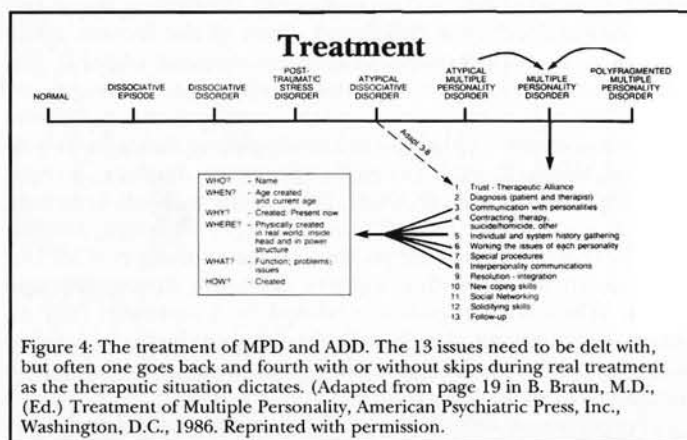 Treatment
NORMAL
DISSOCIATIVE
EPISODE
DISSOCIATIVE
DISORDER
POST-
TRAUMATIC
STRESS
DISORDER
ATYPICAL
DISSOCIATIVE
DISORDER
ATYPICAL
MULTIPLE
PERSONALITY
DISORDER
MULTIPLE
PERSONALITY
DISORDER
POLYFRAGMENTED
MULTIPLE
PERSONALITY
DISORDER
Adapt 3-8
WHO? - Name
WHEN? - Age created
and current age
WHY? - Created: Present now
WHERE? - Physically created
in real world: inside
head and in power
structure
WHAT? - Function; problems;
issues
HOW? - Created
1. Trust - Therapeutic Alliance
2. Diagnosis (patient and therapist)
3. Communication with personalities
4. Contracting: therapy,
suicide/homicide, other
5 Individual and system history gathering
6 Working the issues of each personality
7 Special procedures
8 Interpersonality communications
9 Resolution - integration
10 New coping skills
11 Social Networking
12 Solidifying skills
13 Follow-up
Figure 4: The treatment of MPD and ADD. The 13 issues need to be delt with,
but often one goes back and fourth with or without skips during real treatment
as the theraputic situation dictates. (Adapted from page 19 in B. Braun, M.D.,
(Ed.) Treatment of Multiple Personality, American Psychiatric Press, Inc.,
Washington, D.C., 1986. Reprinted with permission.